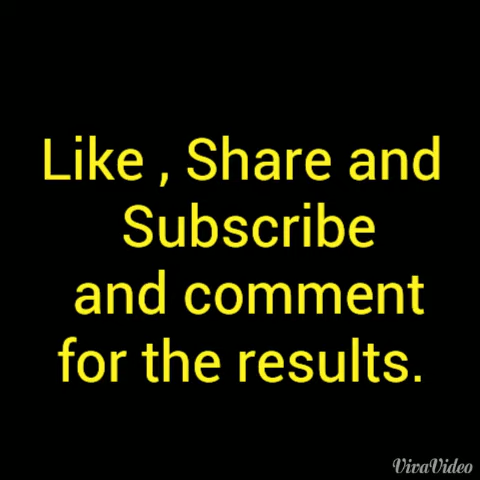 Like , Share and
Subscribe
and comment
for the results.
VivaVideo